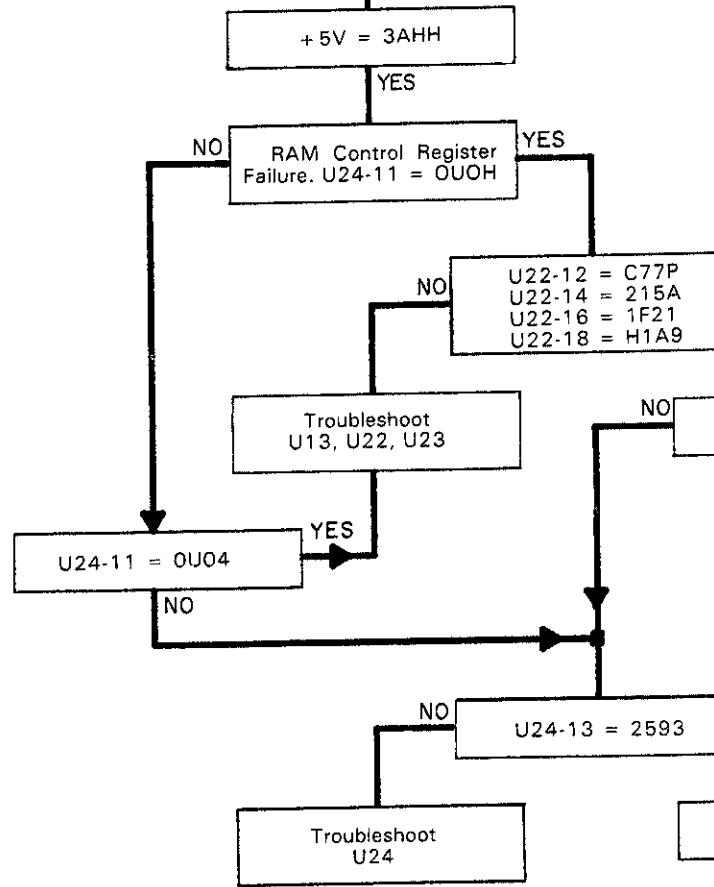 +5V = 3AHH
YES
NO
RAM Control Register
YES
Failure. U24-11 = 0U0H
NO
U22-12 = C77P
U22-14 = 215A
U22-16 = 1F21
U22-18 = H1A9
Troubleshoot
U13, U22, U23
NO
U24-11 = 0U04
YES
NO
NO
U24-13 = 2593
Troubleshoot
U24